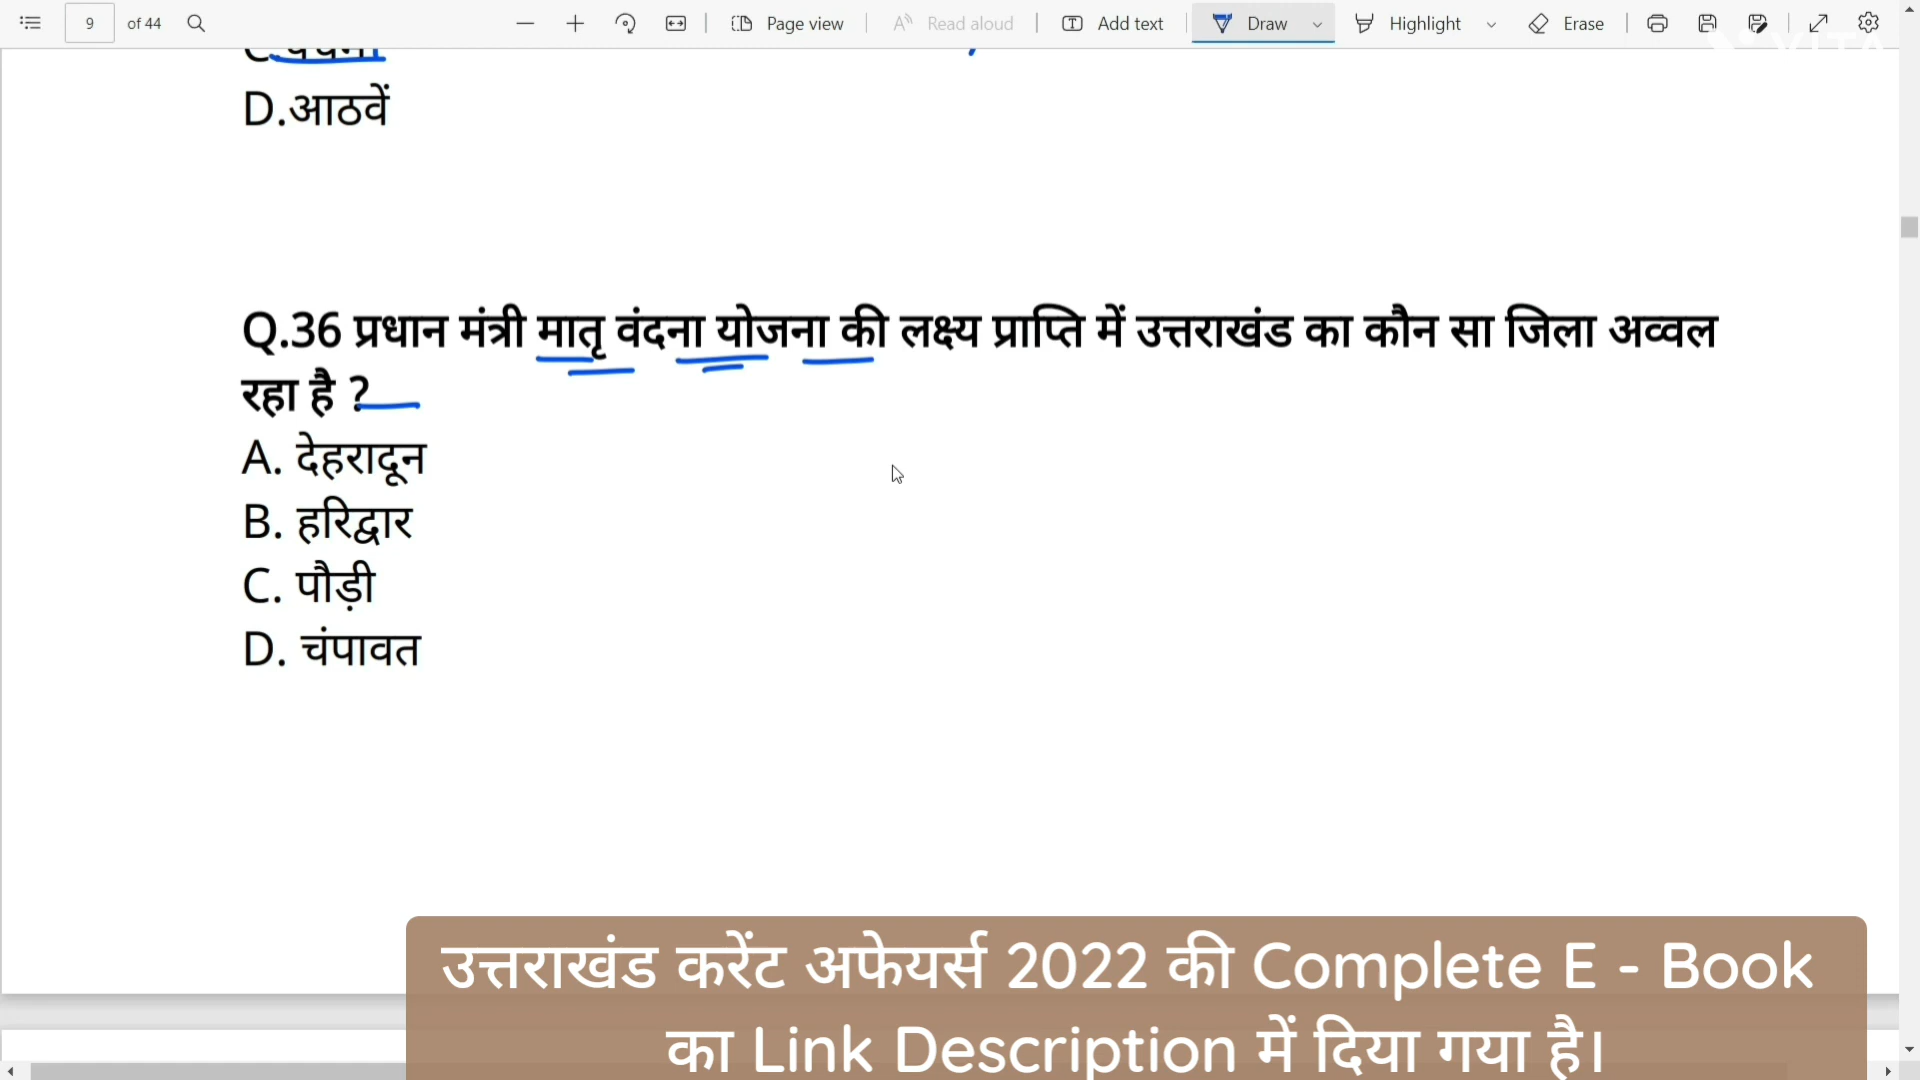 9 of 44 Page view Read aloud Add text Draw Highlight Erase
D.आठवें
Q.36 प्रधान मंत्री मातृ वंदना योजना की लक्ष्य प्राप्ति में उत्तराखंड का कौन सा जिला अव्वल
रहा है ?
A. देहरादून
B. हरिद्वार
C. पौड़ी
D. चंपावत
उत्तराखंड करेंट अफेयर्स 2022 की Complete E - Book
का Link Description में दिया गया है।